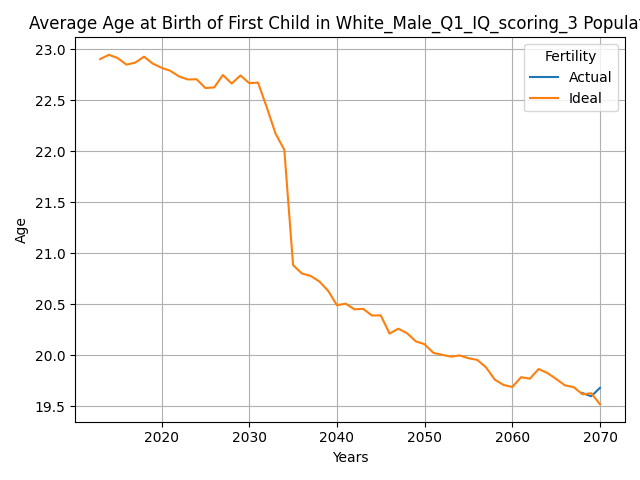 Average Age at Birth of First Child in White_Male_Q1_IQ_scoring_3
23.0
22.5
22.0
21.5
21.0
20.5
20.0
19.5
Age
Fertility
Actual
Ideal
2020 2030 2040 2050 2060 2070
Years